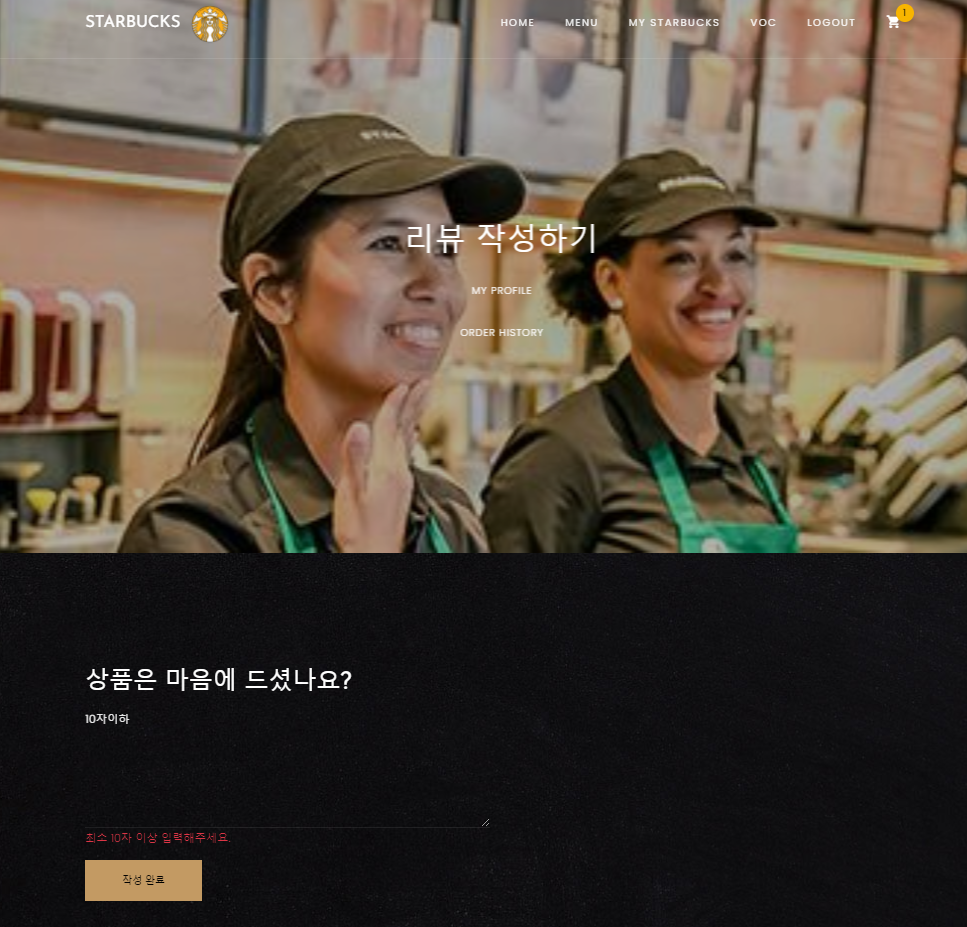 STARBUCKS
HOME MENU MY STARBUCKS VOC LOGOUT 1
리뷰 작성하기
MY PROFILE
ORDER HISTORY
상품은 마음에 드셨나요?
10자이하
최소 10자 이상 입력해주세요.
작성 완료